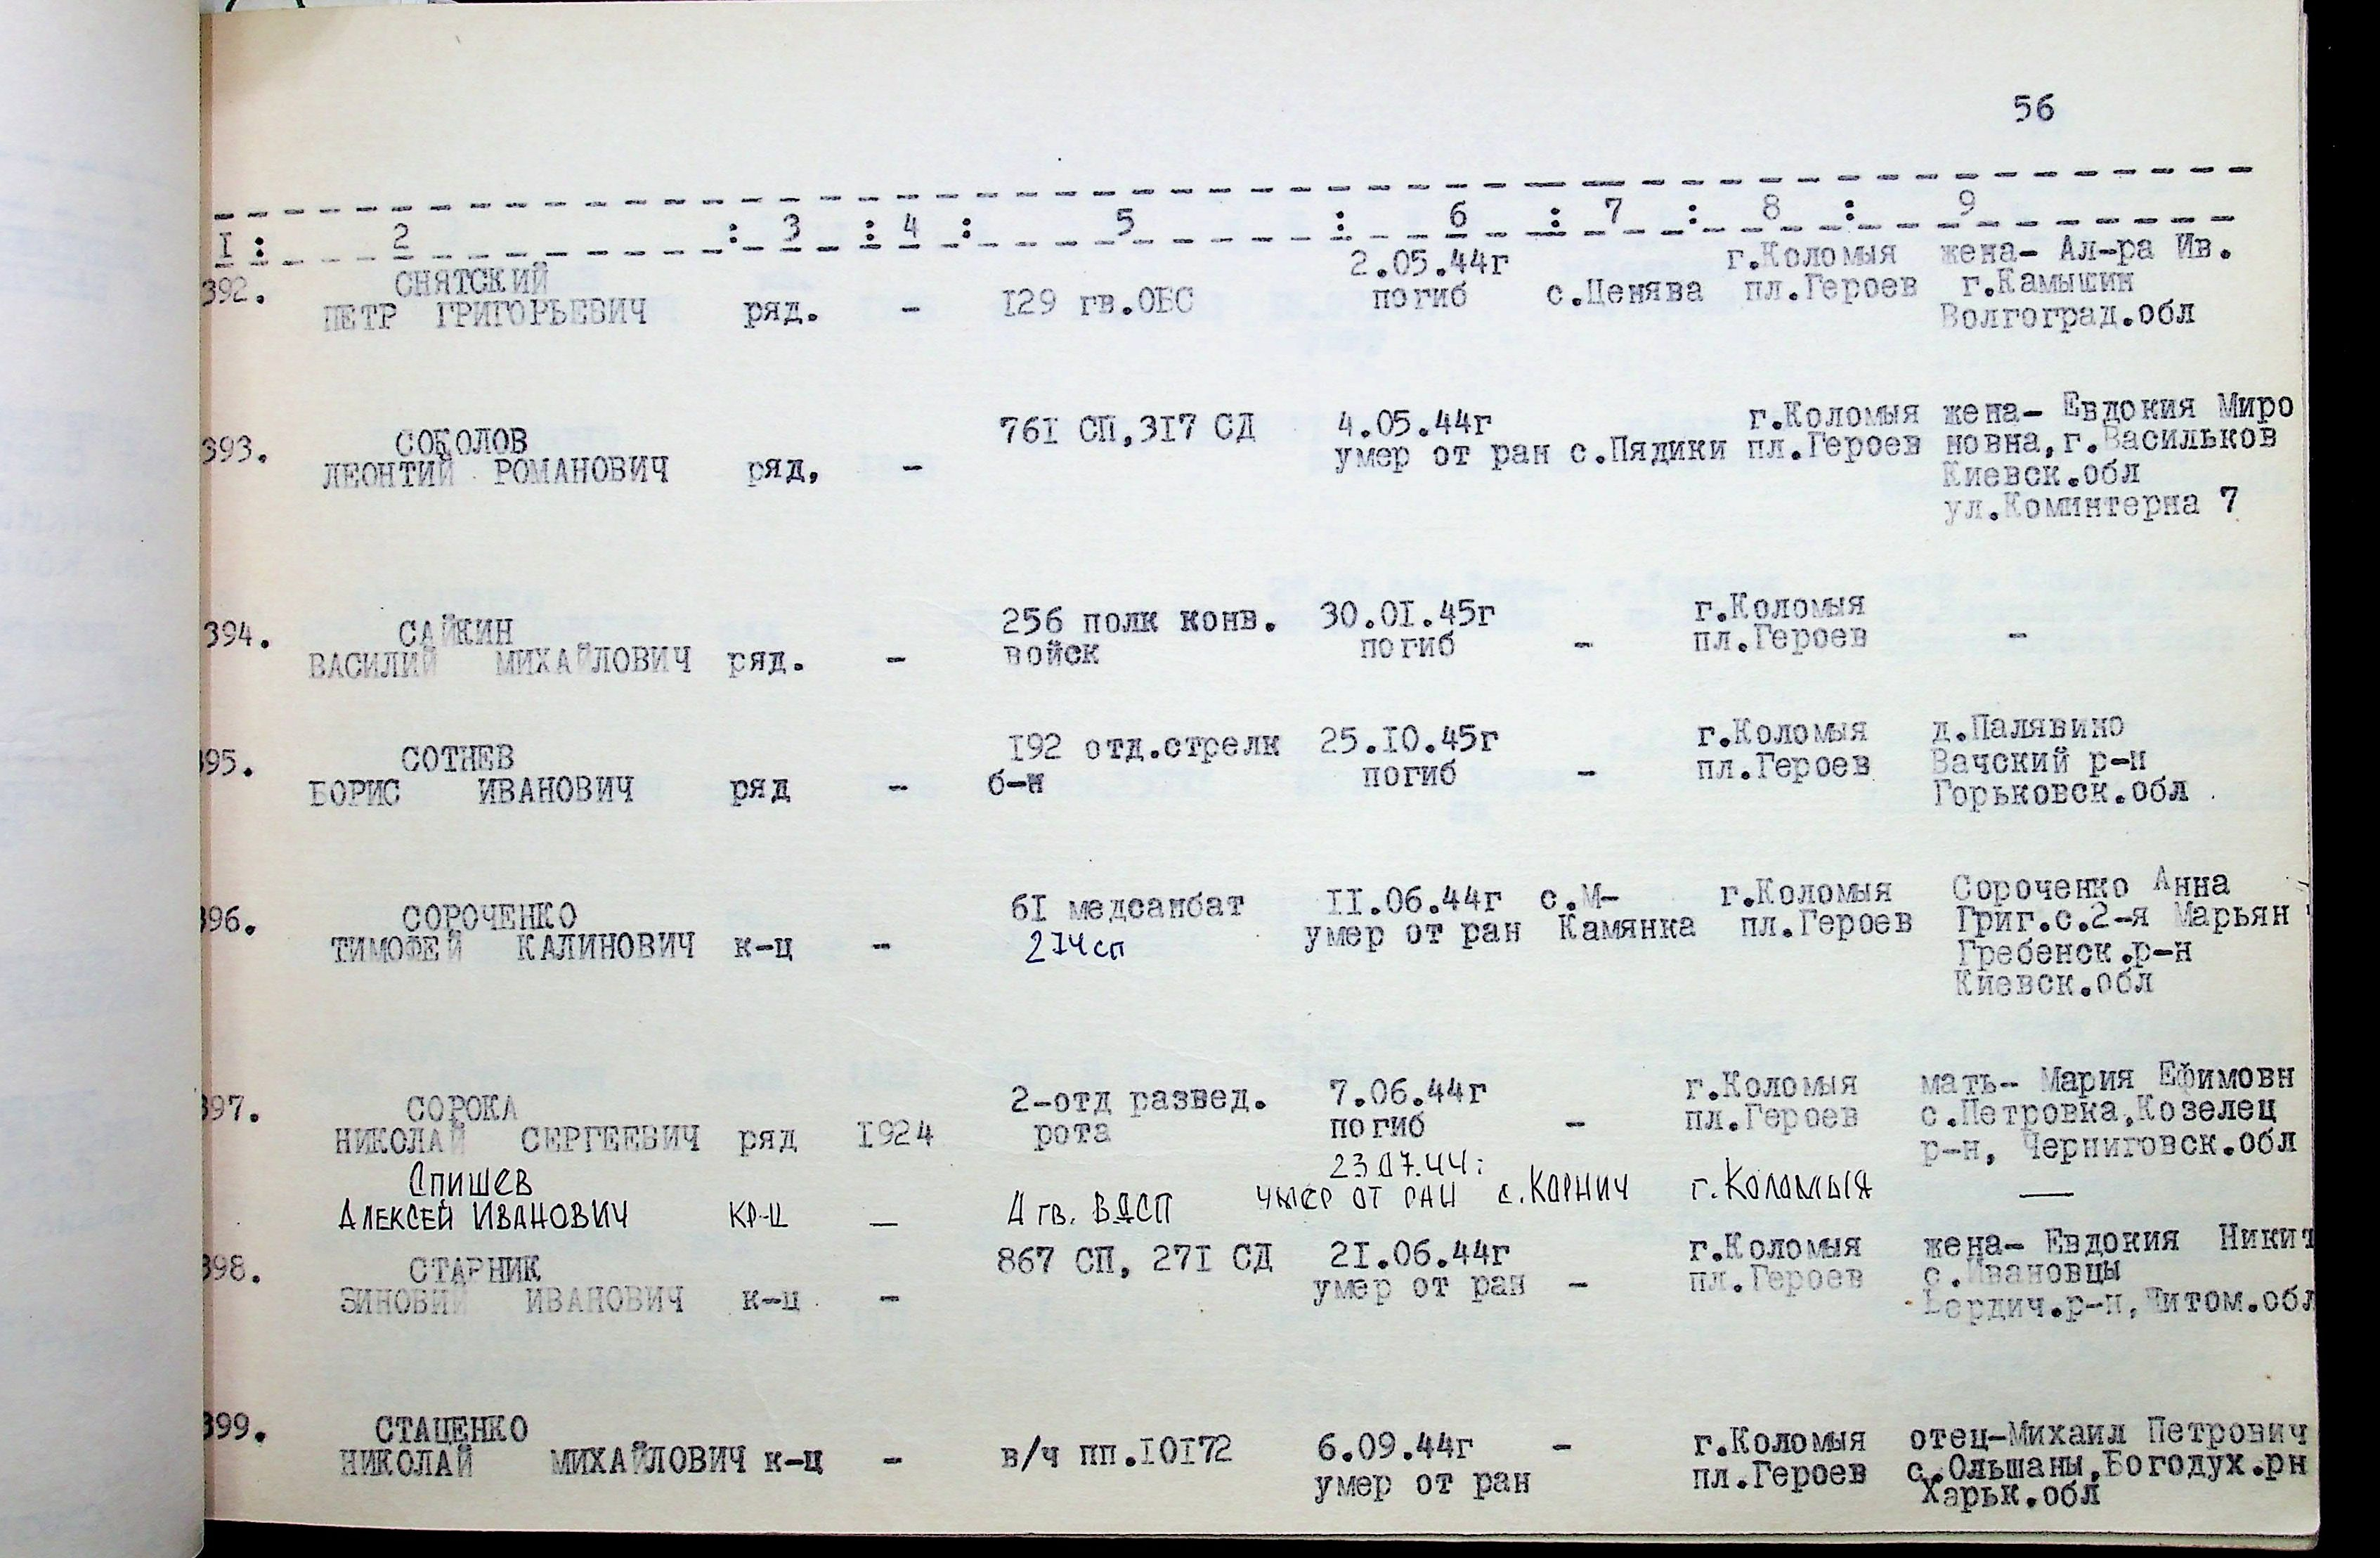 56
I : 2 : 3 : 4 : 5 : 6 : 7 : 8 : 9
2.05.44г г.Коломыя жена- Ал-ра Ив.
392. СНЯТСКИЙ погиб с.Ценява пл.Героев г.Камышин
ПЕТР ГРИГОРЬЕВИЧ ряд. - 129 гв.ОБС Волгоград.обл
761 СП,317 СД 4.05.44г г.Коломыя жена- Евдокия Миро
393. СОКОЛОВ умер от ран с.Пядики пл.Героев новна,г.Васильков
ЛЕОНТИЙ РОМАНОВИЧ ряд, - Киевск.обл
ул.Коминтерна 7
256 полк конв. 30.01.45г г.Коломыя
394. САЙКИН войск погиб - пл.Героев -
ВАСИЛИЙ МИХАЙЛОВИЧ ряд. -
192 отд.стрелк 25.10.45г г.Коломыя д.Палявино
395. СОТНЕВ б-н погиб - пл.Героев Вачский р-н
БОРИС ИВАНОВИЧ ряд - Горьковск.обл
61 медсанбат 11.06.44г с.М- г.Коломыя Сороченко Анна
396. СОРОЧЕНКО умер от ран Камянка пл.Героев Григ.с.2-я Марьян
ТИМОФЕЙ КАЛИНОВИЧ к-ц - 274 сп Гребенск.р-н
Киевск.обл
2-отд развед. 7.06.44г г.Коломыя мать- Мария Ефимовн
397. СОРОКА рота погиб - пл.Героев с.Петровка,Козелец
НИКОЛАЙ СЕРГЕЕВИЧ ряд 1924 р-н, Черниговск.обл
Спишев 23.07.44г
АЛЕКСЕЙ ИВАНОВИЧ КР-Ц — 4 гв. ВДСП УМЕР ОТ РАН с.КОРНИЧ г.КОЛОМЫЯ —
867 СП, 271 СД 21.06.44г г.Коломыя жена- Евдокия Никит
398. СТАРНИК умер от ран - пл.Героев с.Ивановцы
ЗИНОВИЙ ИВАНОВИЧ к-ц - Бердич.р-н,Житом.обл
399. СТАЦЕНКО в/ч пп.10172 6.09.44г - г.Коломыя отец-Михаил Петрович
НИКОЛАЙ МИХАЙЛОВИЧ к-ц - умер от ран пл.Героев с.Ольшаны,Богодух.рн
Харьк.обл